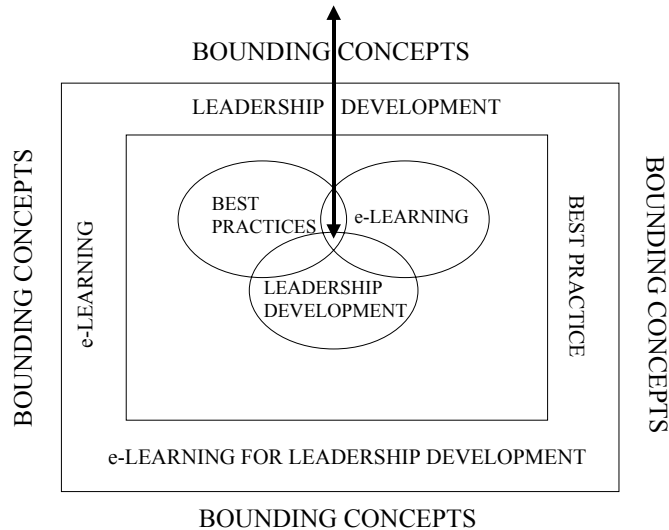 BOUNDING CONCEPTS
LEADERSHIP DEVELOPMENT
BOUNDING CONCEPTS
e-LEARNING
BEST
PRACTICES
e-LEARNING
LEADERSHIP
DEVELOPMENT
BEST PRACTICE
BOUNDING CONCEPTS
e-LEARNING FOR LEADERSHIP DEVELOPMENT
BOUNDING CONCEPTS